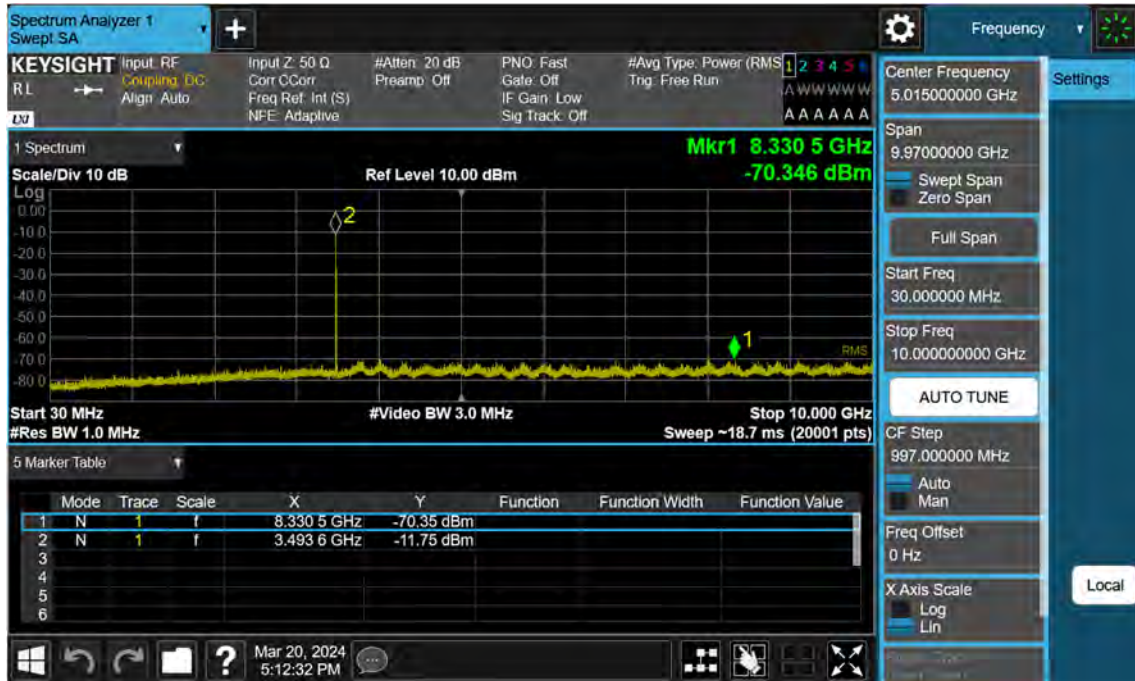 Spectrum Analyzer 1
Swept SA
Frequency
KEYSIGHT
R L
LXI
Input: RF
Coupling: DC
Align: Auto
Input Z: 50 Ω
Corr CCorr
Freq Ref: Int (S)
NFE: Adaptive
#Atten: 20 dB
Preamp: Off
PNO: Fast
Gate: Off
IF Gain: Low
Sig Track: Off
#Avg Type: Power (RMS
Trig: Free Run
1 2 3 4 5 6
A W W W W W
A A A A A A
1 Spectrum
Scale/Div 10 dB
Ref Level 10.00 dBm
Mkr1 8.330 5 GHz
-70.346 dBm
Log
0.00
-10.0
-20.0
-30.0
-40.0
-50.0
-60.0
-70.0
-80.0
2
1
RMS
Start 30 MHz
#Video BW 3.0 MHz
Stop 10.000 GHz
#Res BW 1.0 MHz
Sweep ~18.7 ms (20001 pts)
5 Marker Table
Mode Trace Scale X Y Function Function Width Function Value
1 N 1 f 8.330 5 GHz -70.35 dBm
2 N 1 f 3.493 6 GHz -11.75 dBm
3
4
5
6
?
Mar 20, 2024
5:12:32 PM
Center Frequency
5.015000000 GHz
Settings
Span
9.97000000 GHz
Swept Span
Zero Span
Full Span
Start Freq
30.000000 MHz
Stop Freq
10.000000000 GHz
AUTO TUNE
CF Step
997.000000 MHz
Auto
Man
Freq Offset
0 Hz
X Axis Scale
Log
Lin
Local